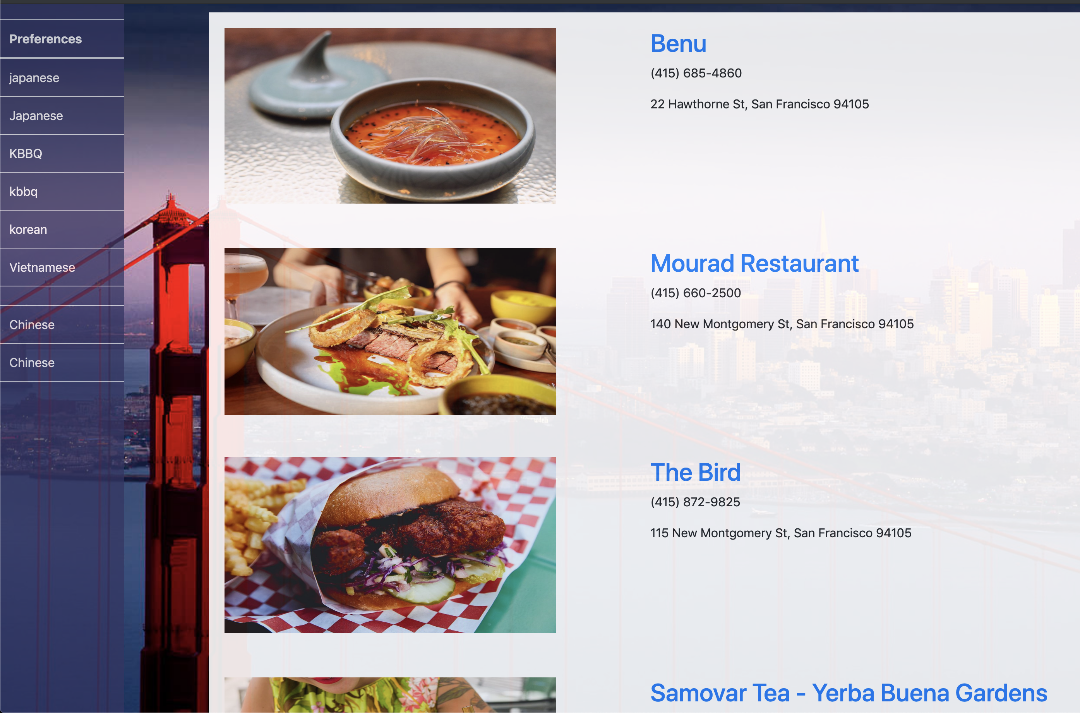 Preferences
japanese
Japanese
KBBQ
kbbq
korean
Vietnamese
Chinese
Chinese
Benu
(415) 685-4860
22 Hawthorne St, San Francisco 94105
Mourad Restaurant
(415) 660-2500
140 New Montgomery St, San Francisco 94105
The Bird
(415) 872-9825
115 New Montgomery St, San Francisco 94105
Samovar Tea - Yerba Buena Gardens